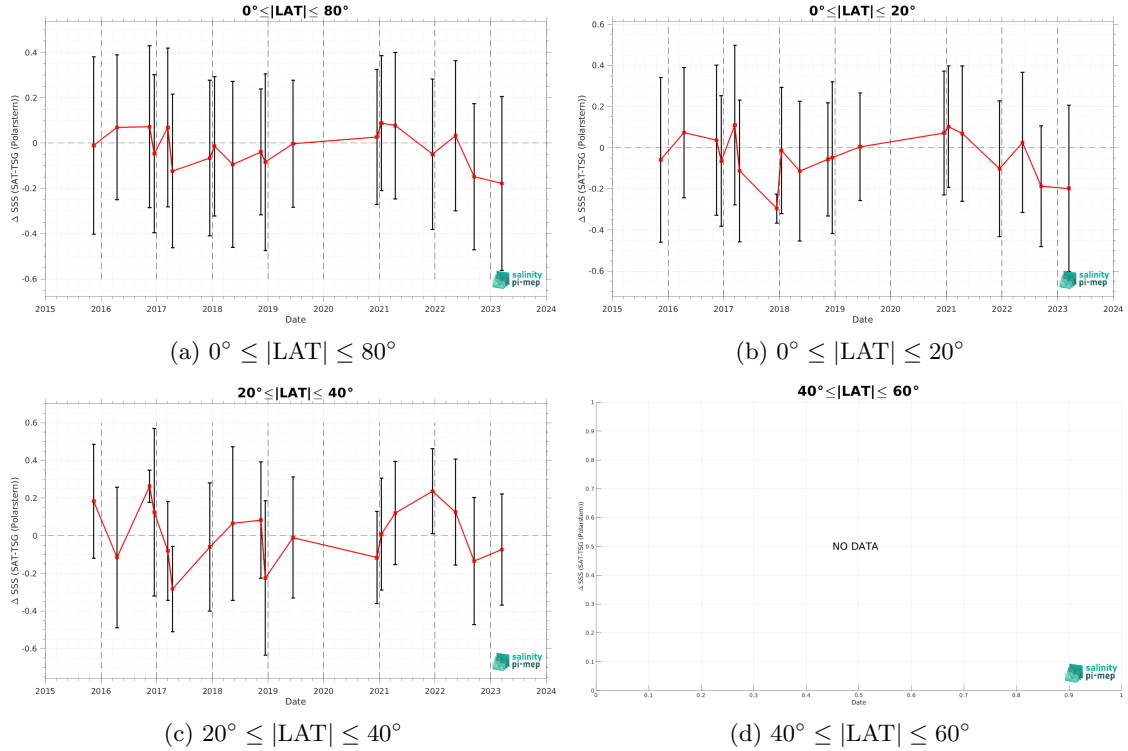 0°≤|LAT|≤ 80°
Δ SSS (SAT-TSG (Polarstern))
0.4
0.2
0
-0.2
-0.4
-0.6
2015 2016 2017 2018 2019 2020 2021 2022 2023 2024
Date
salinity
pi-mep
(a) 0° ≤ |LAT| ≤ 80°
0°≤|LAT|≤ 20°
Δ SSS (SAT-TSG (Polarstern))
0.6
0.4
0.2
0
-0.2
-0.4
-0.6
2015 2016 2017 2018 2019 2020 2021 2022 2023 2024
Date
salinity
pi-mep
(b) 0° ≤ |LAT| ≤ 20°
20°≤|LAT|≤ 40°
Δ SSS (SAT-TSG (Polarstern))
0.6
0.4
0.2
0
-0.2
-0.4
-0.6
2015 2016 2017 2018 2019 2020 2021 2022 2023 2024
Date
salinity
pi-mep
(c) 20° ≤ |LAT| ≤ 40°
40°≤|LAT|≤ 60°
Δ SSS (SAT-TSG (Polarstern))
1
0.9
0.8
0.7
0.6
0.5
0.4
0.3
0.2
0.1
0
NO DATA
0 0.1 0.2 0.3 0.4 0.5 0.6 0.7 0.8 0.9 1
Date
salinity
pi-mep
(d) 40° ≤ |LAT| ≤ 60°